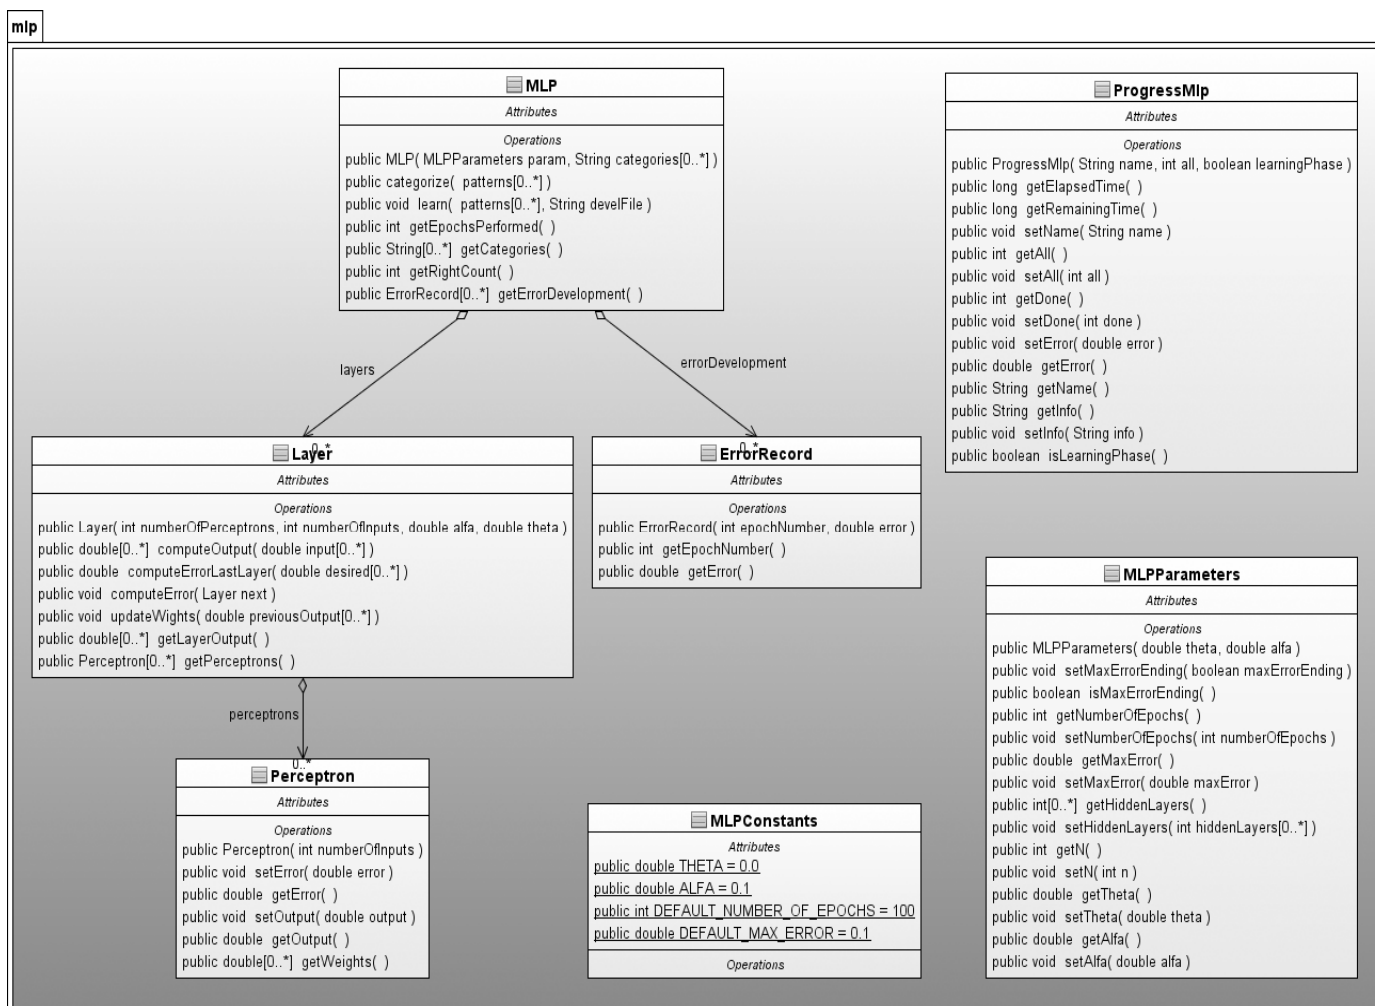 mlp
MLP
Attributes
Operations
public MLP( MLPParameters param, String categories[0..*] )
public categorize( patterns[0..*] )
public void learn( patterns[0..*], String develFile )
public int getEpochsPerformed( )
public String[0..*] getCategories( )
public int getRightCount( )
public ErrorRecord[0..*] getErrorDevelopment( )
layers
errorDevelopment
0..*
Layer
Attributes
Operations
public Layer( int numberOfPerceptrons, int numberOfInputs, double alfa, double theta )
public double[0..*] computeOutput( double input[0..*] )
public double computeErrorLastLayer( double desired[0..*] )
public void computeError( Layer next )
public void updateWights( double previousOutput[0..*] )
public double[0..*] getLayerOutput( )
public Perceptron[0..*] getPerceptrons( )
0..*
ErrorRecord
Attributes
Operations
public ErrorRecord( int epochNumber, double error )
public int getEpochNumber( )
public double getError( )
perceptrons
0..*
Perceptron
Attributes
Operations
public Perceptron( int numberOfInputs )
public void setError( double error )
public double getError( )
public void setOutput( double output )
public double getOutput( )
public double[0..*] getWeights( )
MLPConstants
Attributes
public double THETA = 0.0
public double ALFA = 0.1
public int DEFAULT_NUMBER_OF_EPOCHS = 100
public double DEFAULT_MAX_ERROR = 0.1
Operations
ProgressMlp
Attributes
Operations
public ProgressMlp( String name, int all, boolean learningPhase )
public long getElapsedTime( )
public long getRemainingTime( )
public void setName( String name )
public int getAll( )
public void setAll( int all )
public int getDone( )
public void setDone( int done )
public void setError( double error )
public double getError( )
public String getName( )
public String getInfo( )
public void setInfo( String info )
public boolean isLearningPhase( )
MLPParameters
Attributes
Operations
public MLPParameters( double theta, double alfa )
public void setMaxErrorEnding( boolean maxErrorEnding )
public boolean isMaxErrorEnding( )
public int getNumberOfEpochs( )
public void setNumberOfEpochs( int numberOfEpochs )
public double getMaxError( )
public void setMaxError( double maxError )
public int[0..*] getHiddenLayers( )
public void setHiddenLayers( int hiddenLayers[0..*] )
public int getN( )
public void setN( int n )
public double getTheta( )
public void setTheta( double theta )
public double getAlfa( )
public void setAlfa( double alfa )